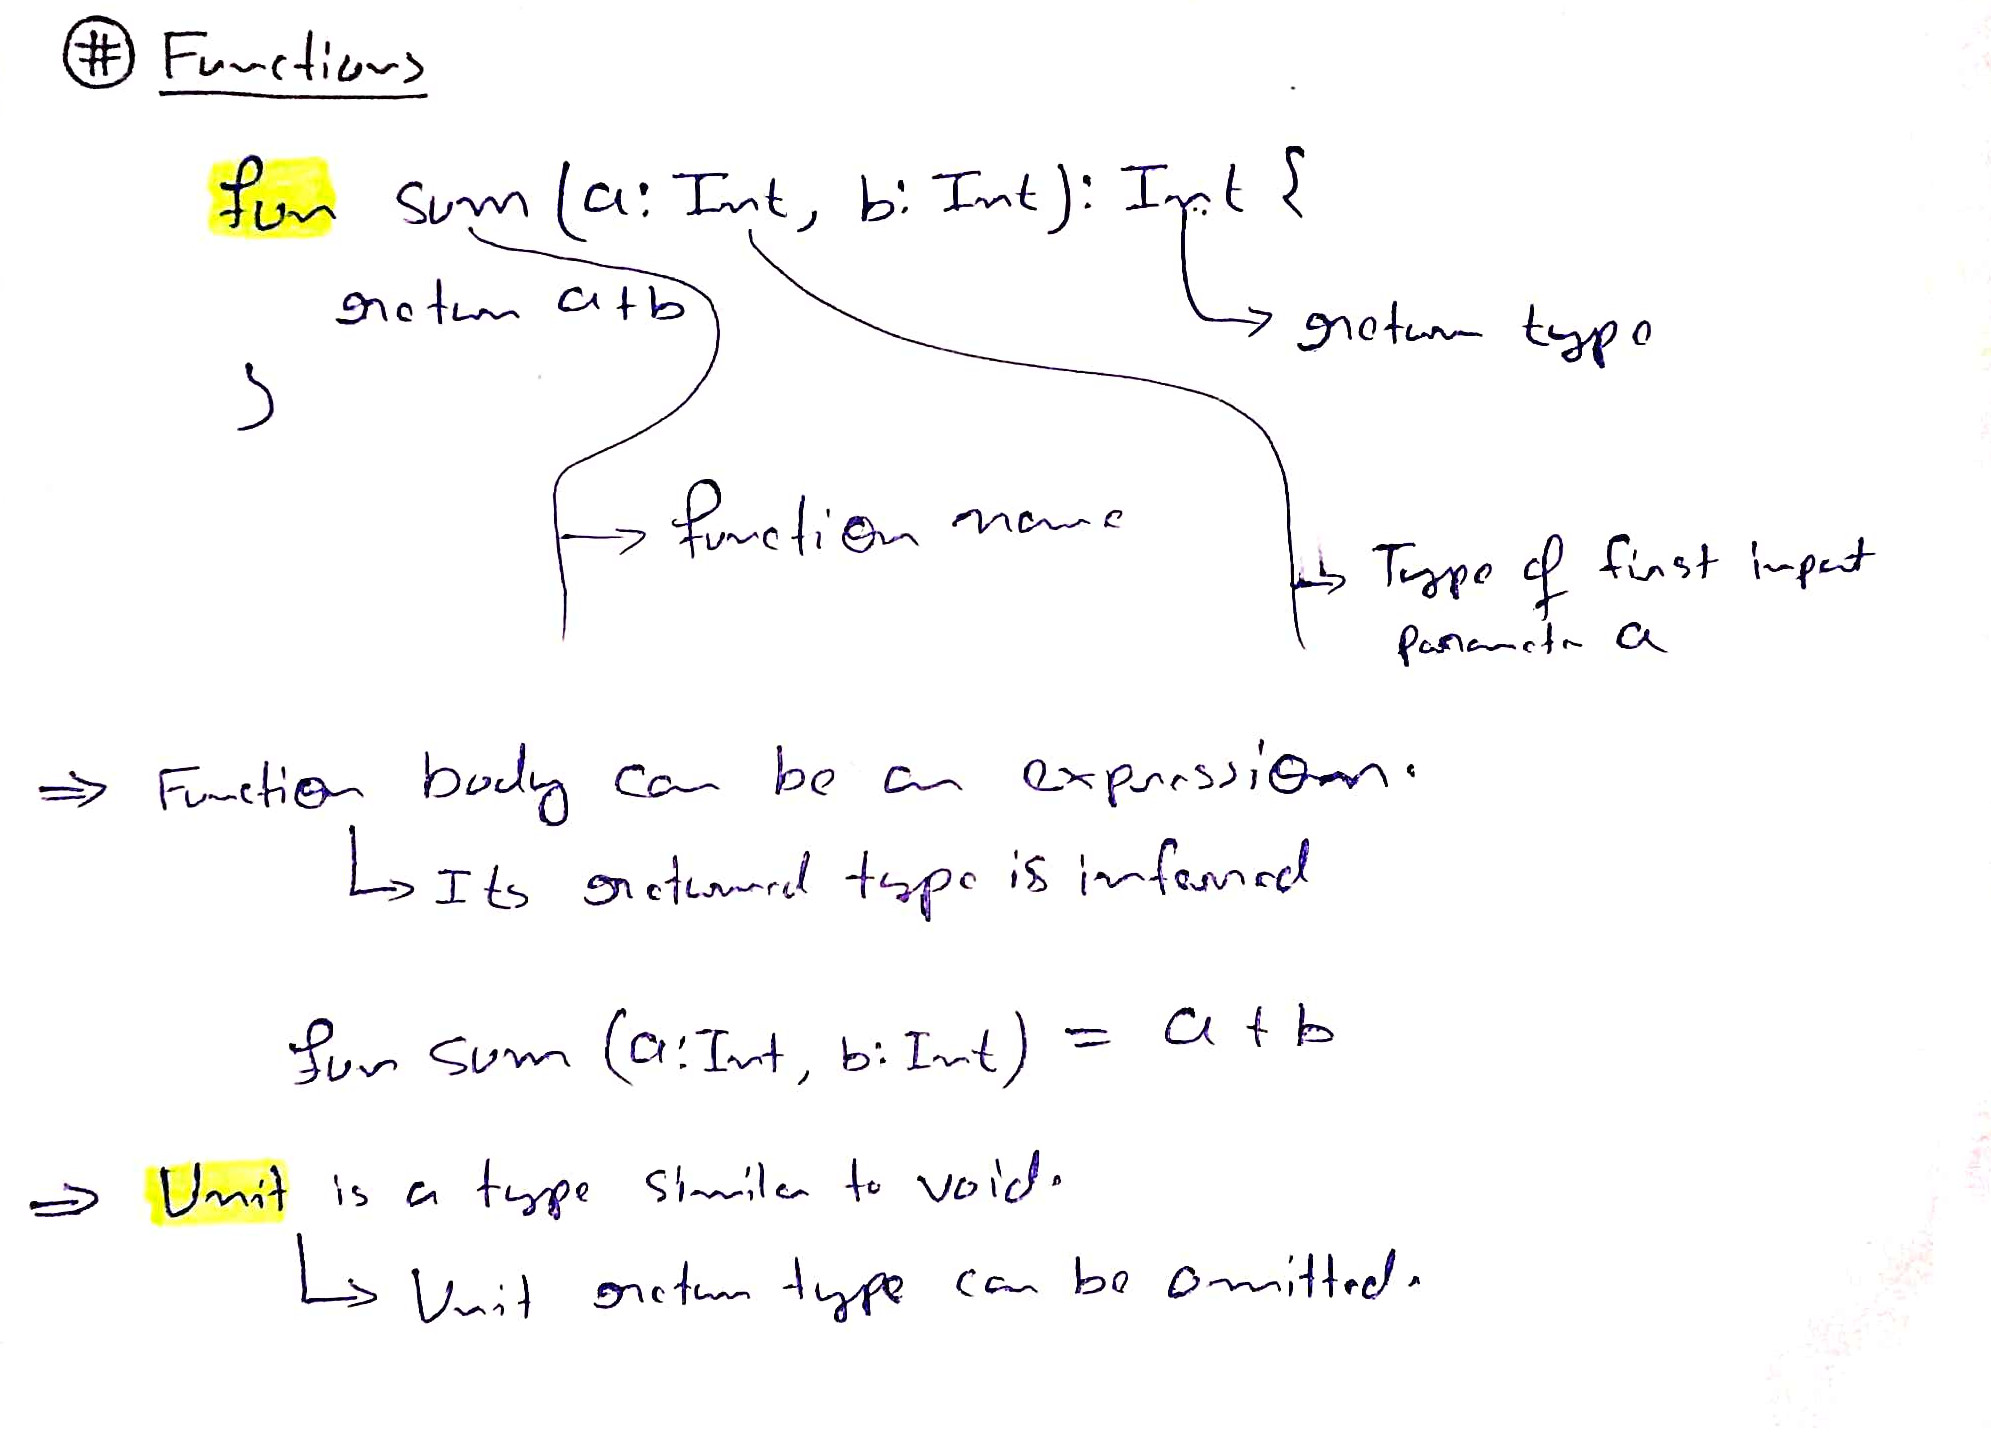 # Functions
fun sum (a: Int, b: Int): Int {
return a+b
return type
}
function name
Type of first input
parameter a
⇒ Function body can be an expression.
↳ Its returned type is inferred
fun sum (a: Int, b: Int) = a + b
⇒ Unit is a type similar to void.
↳ Unit return type can be omitted.